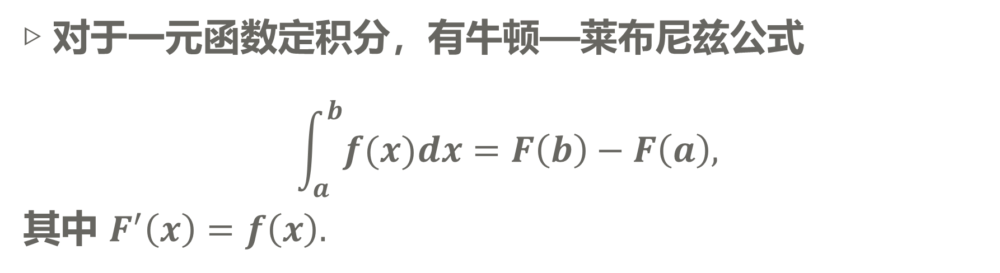 ▷ 对于一元函数定积分，有牛顿—莱布尼兹公式
∫_a^b f(x)dx = F(b) − F(a),
其中 F′(x) = f(x).